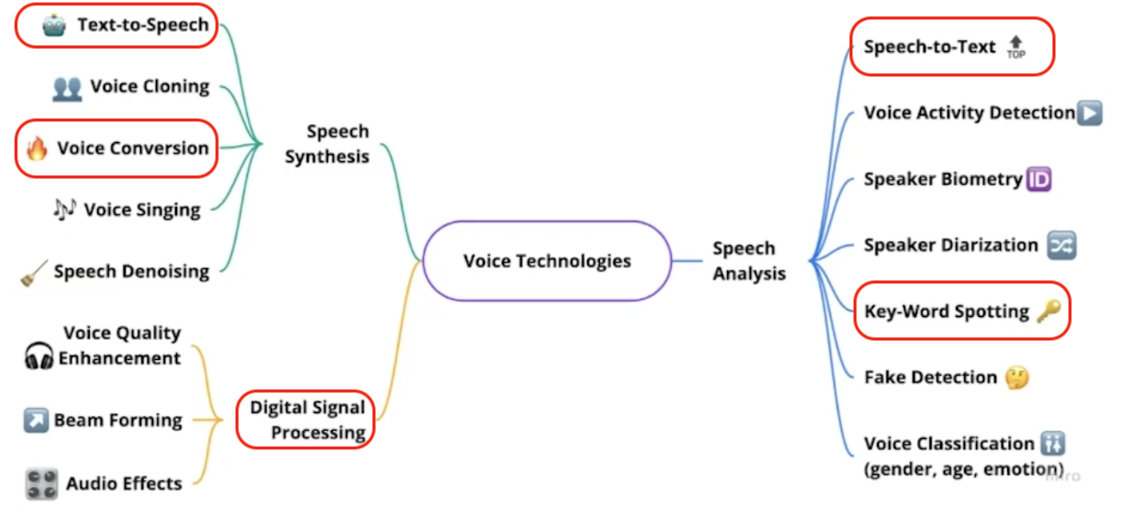 Text-to-Speech
Voice Cloning
Voice Conversion
Voice Singing
Speech Denoising
Speech
Synthesis
Voice Quality
Enhancement
Beam Forming
Audio Effects
Digital Signal
Processing
Voice Technologies
Speech
Analysis
Speech-to-Text TOP
Voice Activity Detection
Speaker Biometry ID
Speaker Diarization
Key-Word Spotting
Fake Detection
Voice Classification
(gender, age, emotion)
miro